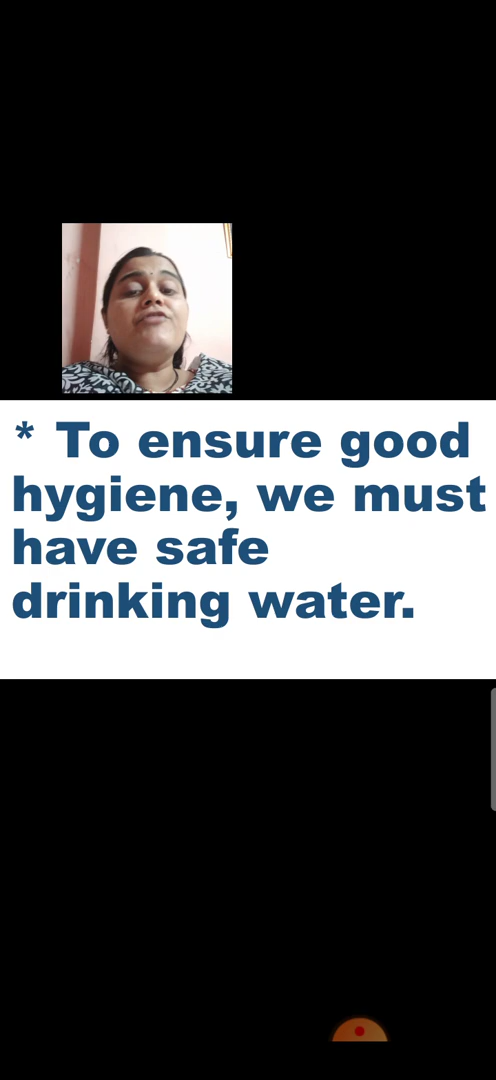 * To ensure good
hygiene, we must
have safe
drinking water.